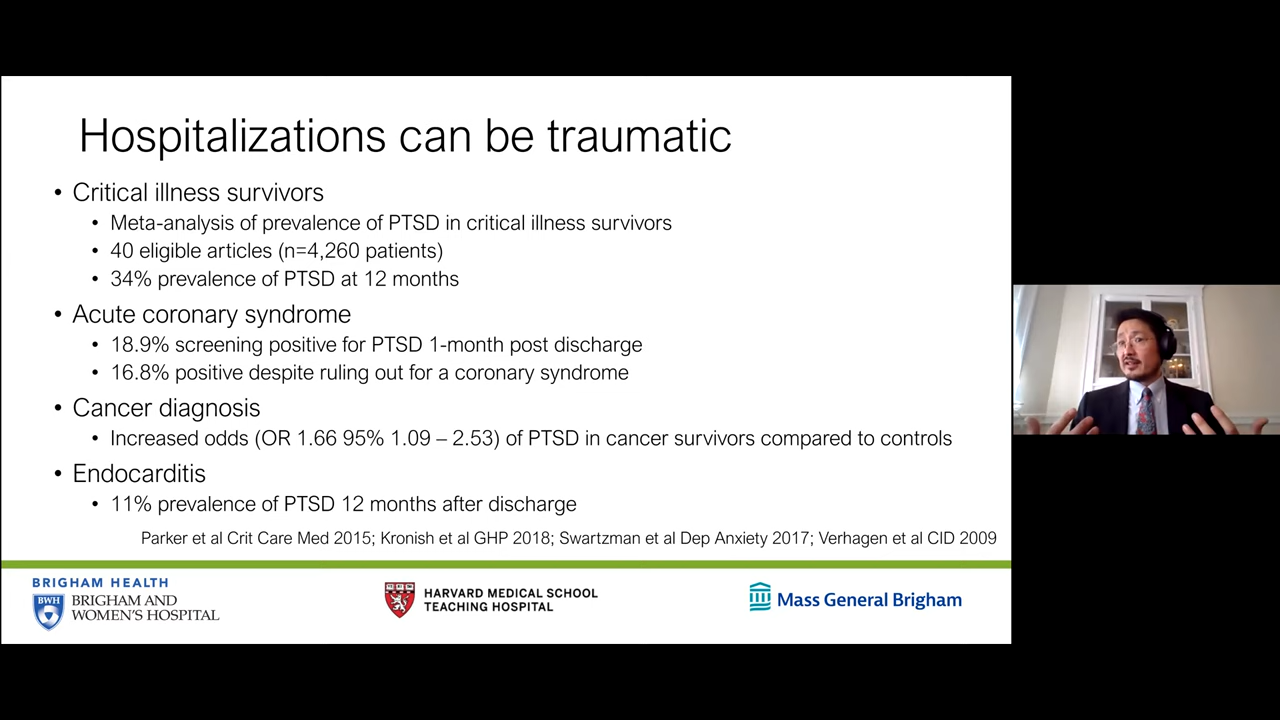 Hospitalizations can be traumatic
• Critical illness survivors
• Meta-analysis of prevalence of PTSD in critical illness survivors
• 40 eligible articles (n=4,260 patients)
• 34% prevalence of PTSD at 12 months
• Acute coronary syndrome
• 18.9% screening positive for PTSD 1-month post discharge
• 16.8% positive despite ruling out for a coronary syndrome
• Cancer diagnosis
• Increased odds (OR 1.66 95% 1.09 – 2.53) of PTSD in cancer survivors compared to controls
• Endocarditis
• 11% prevalence of PTSD 12 months after discharge
Parker et al Crit Care Med 2015; Kronish et al GHP 2018; Swartzman et al Dep Anxiety 2017; Verhagen et al CID 2009
BRIGHAM HEALTH
BWH
BRIGHAM AND
WOMEN'S HOSPITAL
HARVARD MEDICAL SCHOOL
TEACHING HOSPITAL
Mass General Brigham